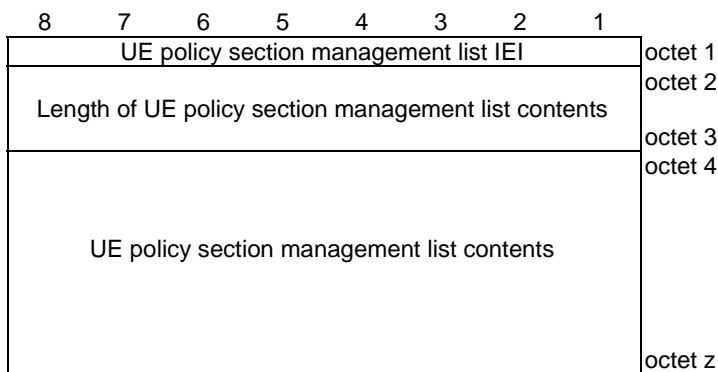 8 7 6 5 4 3 2 1
UE policy section management list IEI octet 1
octet 2
Length of UE policy section management list contents
octet 3
octet 4
UE policy section management list contents
octet z